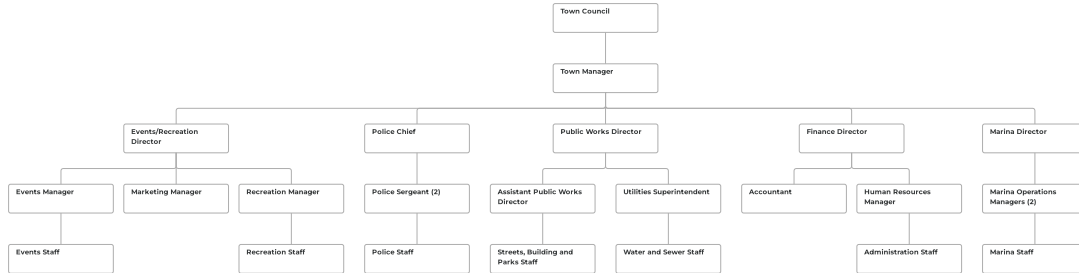 Town Council
Town Manager
Events/Recreation
Director
Police Chief
Public Works Director
Finance Director
Marina Director
Events Manager
Marketing Manager
Recreation Manager
Police Sergeant (2)
Assistant Public Works
Director
Utilities Superintendent
Accountant
Human Resources
Manager
Marina Operations
Managers (2)
Events Staff
Recreation Staff
Police Staff
Streets, Building and
Parks Staff
Water and Sewer Staff
Administration Staff
Marina Staff